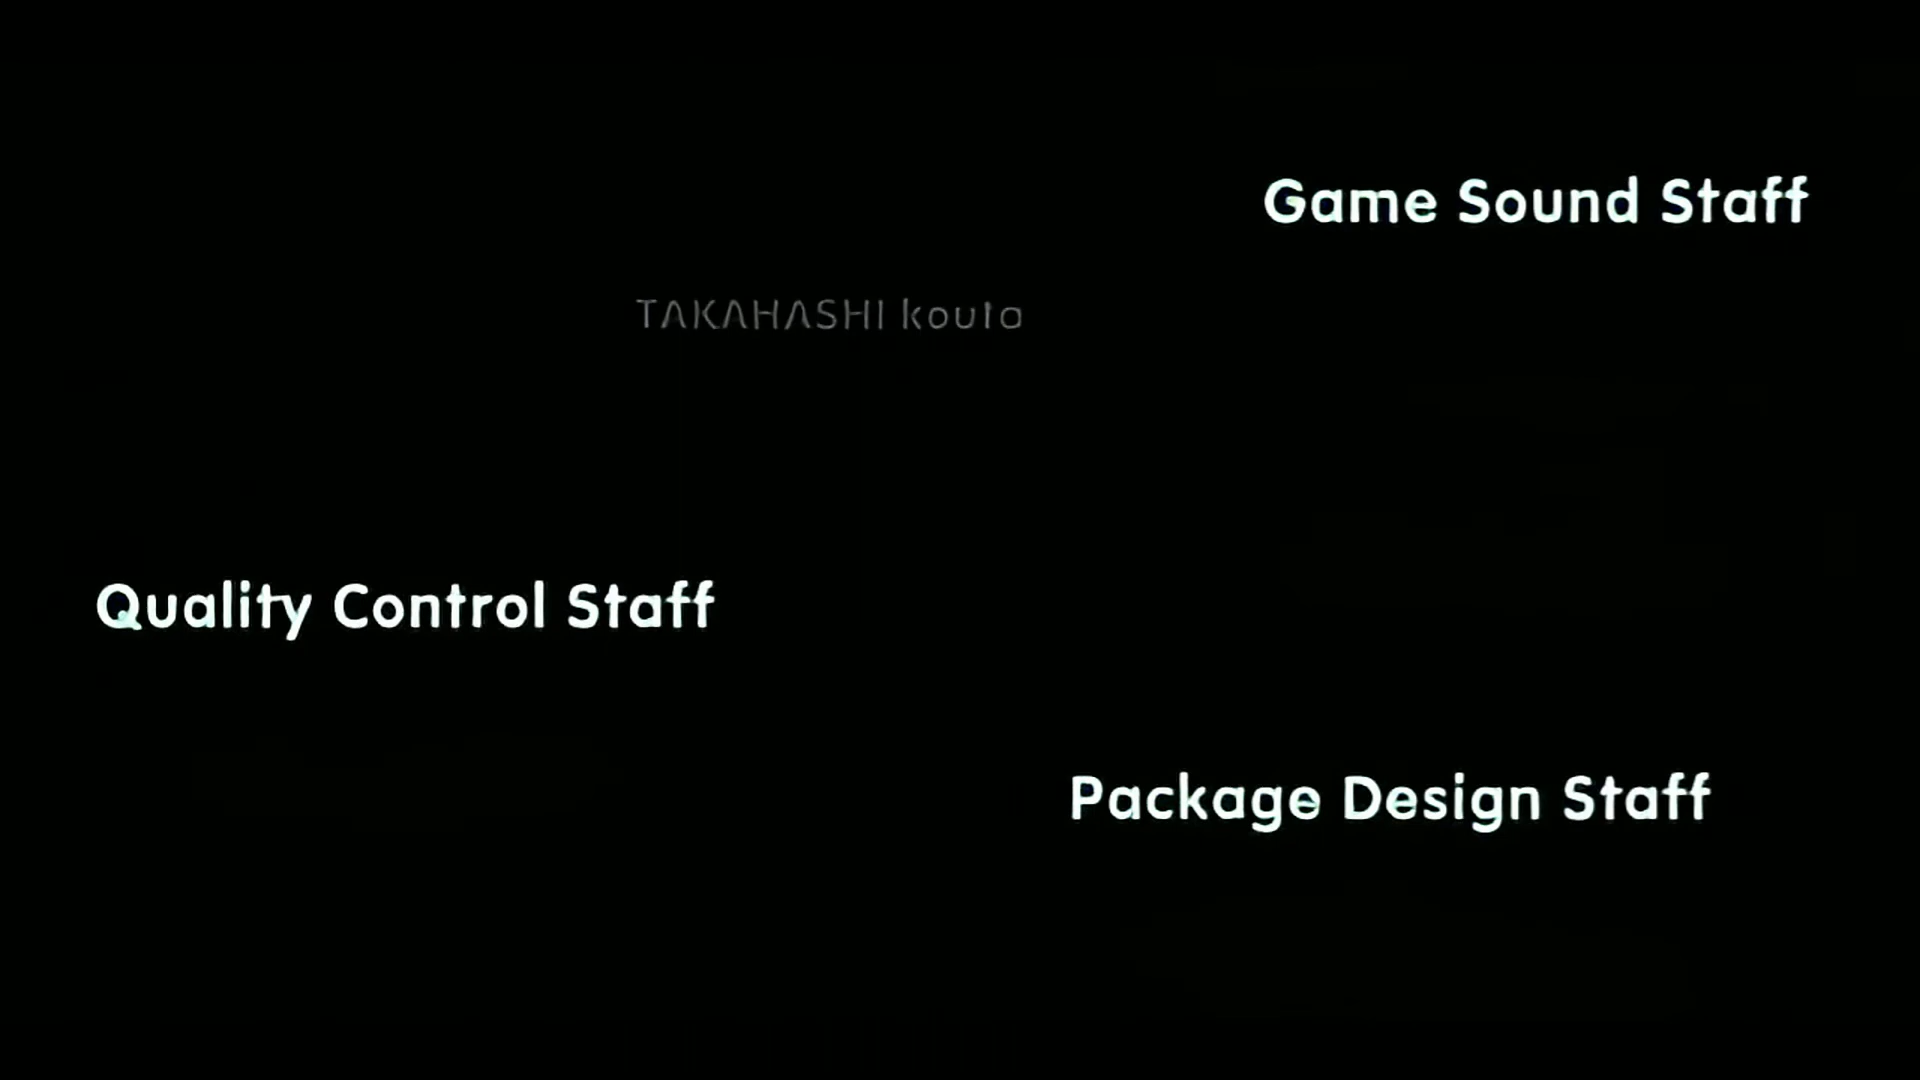 Game Sound Staff
TAKAHASHI kouta
Quality Control Staff
Package Design Staff